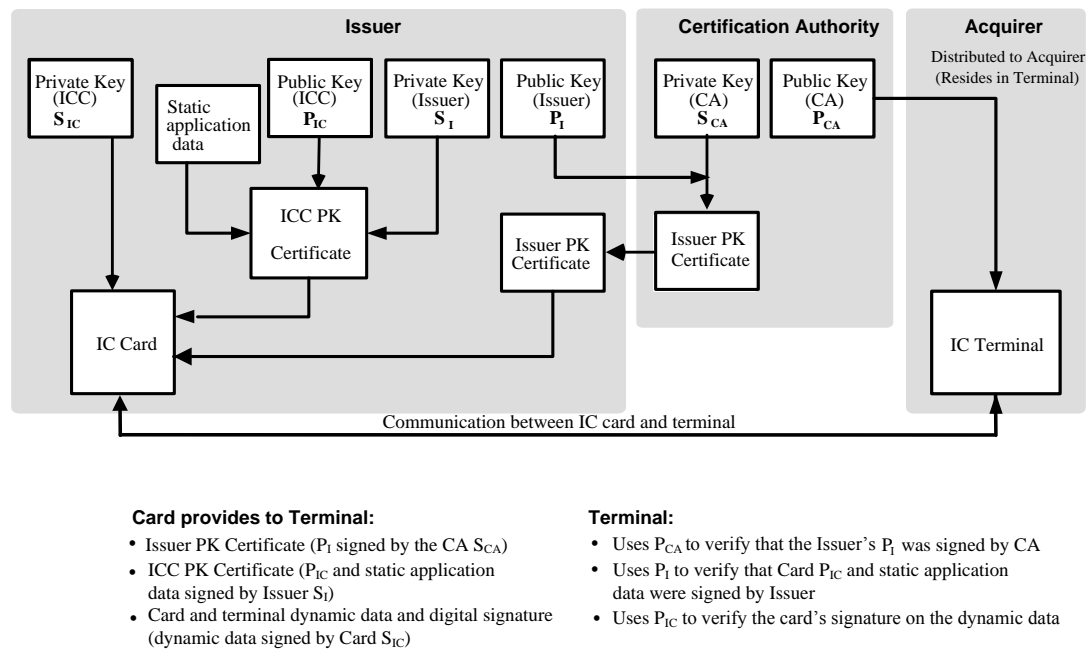 Issuer
Certification Authority
Acquirer
Distributed to Acquirer
(Resides in Terminal)
Private Key
(ICC)
S IC
Static
application
data
Public Key
(ICC)
P IC
Private Key
(Issuer)
S I
Public Key
(Issuer)
P I
Private Key
(CA)
S CA
Public Key
(CA)
P CA
ICC PK
Certificate
Issuer PK
Certificate
Issuer PK
Certificate
IC Card
IC Terminal
Communication between IC card and terminal
Card provides to Terminal:
• Issuer PK Certificate (PI signed by the CA SCA)
• ICC PK Certificate (PIC and static application
data signed by Issuer SI)
• Card and terminal dynamic data and digital signature
(dynamic data signed by Card SIC)
Terminal:
• Uses PCA to verify that the Issuer's PI was signed by CA
• Uses PI to verify that Card PIC and static application
data were signed by Issuer
• Uses PIC to verify the card's signature on the dynamic data